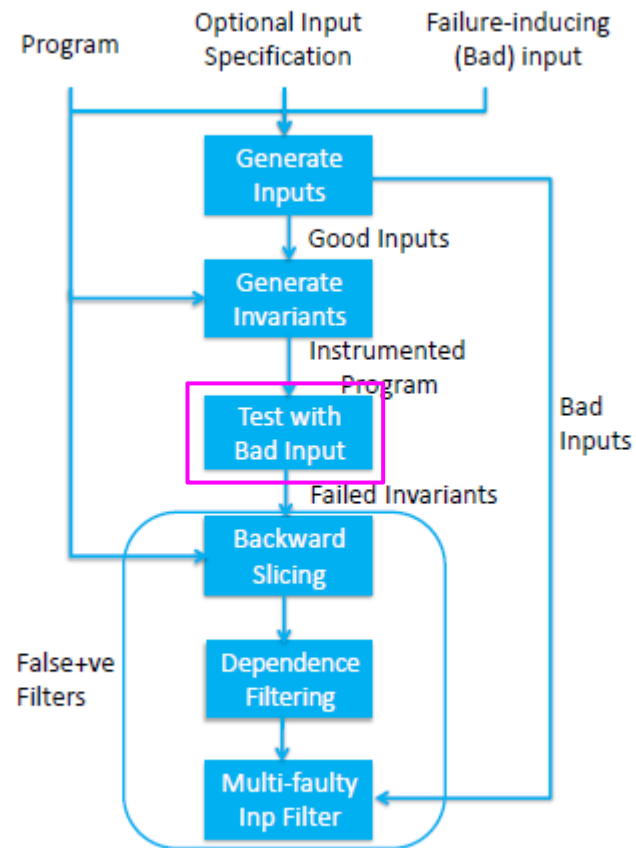 Program
Optional Input
Specification
Failure-inducing
(Bad) input
Generate
Inputs
Good Inputs
Generate
Invariants
Instrumented
Program
Test with
Bad Input
Bad
Inputs
Failed Invariants
Backward
Slicing
False+ve
Filters
Dependence
Filtering
Multi-faulty
Inp Filter